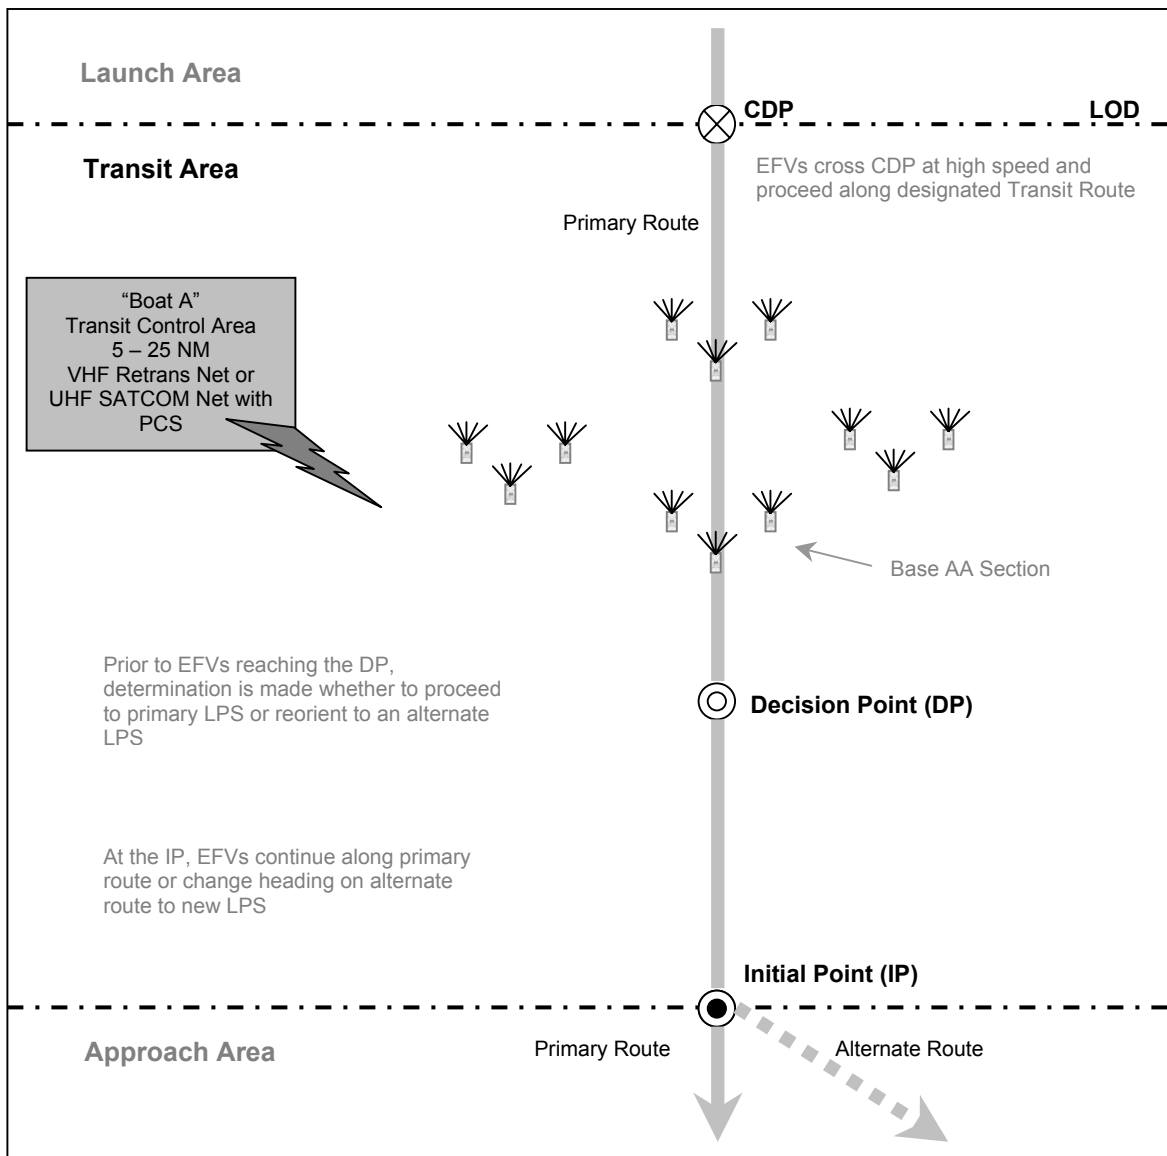 Launch Area
CDP
LOD
Transit Area
EFVs cross CDP at high speed and
proceed along designated Transit Route
Primary Route
“Boat A”
Transit Control Area
5 – 25 NM
VHF Retrans Net or
UHF SATCOM Net with
PCS
Base AA Section
Prior to EFVs reaching the DP,
determination is made whether to proceed
to primary LPS or reorient to an alternate
LPS
Decision Point (DP)
At the IP, EFVs continue along primary
route or change heading on alternate
route to new LPS
Initial Point (IP)
Approach Area
Primary Route
Alternate Route